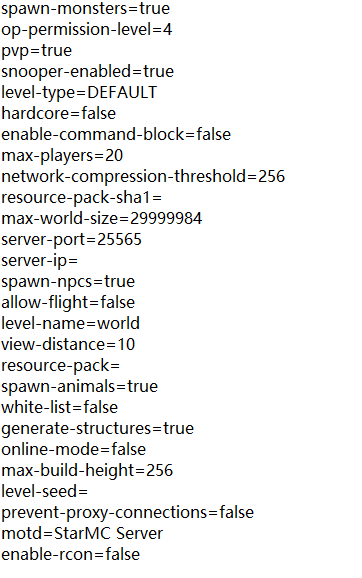 spawn-monsters=true
op-permission-level=4
pvp=true
snooper-enabled=true
level-type=DEFAULT
hardcore=false
enable-command-block=false
max-players=20
network-compression-threshold=256
resource-pack-sha1=
max-world-size=29999984
server-port=25565
server-ip=
spawn-npcs=true
allow-flight=false
level-name=world
view-distance=10
resource-pack=
spawn-animals=true
white-list=false
generate-structures=true
online-mode=false
max-build-height=256
level-seed=
prevent-proxy-connections=false
motd=StarMC Server
enable-rcon=false